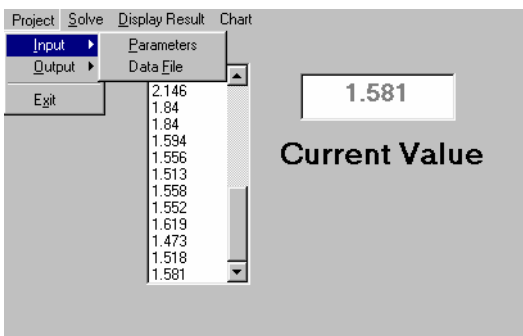 Project Solve Display Result Chart
Input Parameters
Output Data File
Exit
2.146
1.84
1.84
1.594
1.556
1.513
1.558
1.552
1.619
1.473
1.518
1.581
1.581
Current Value